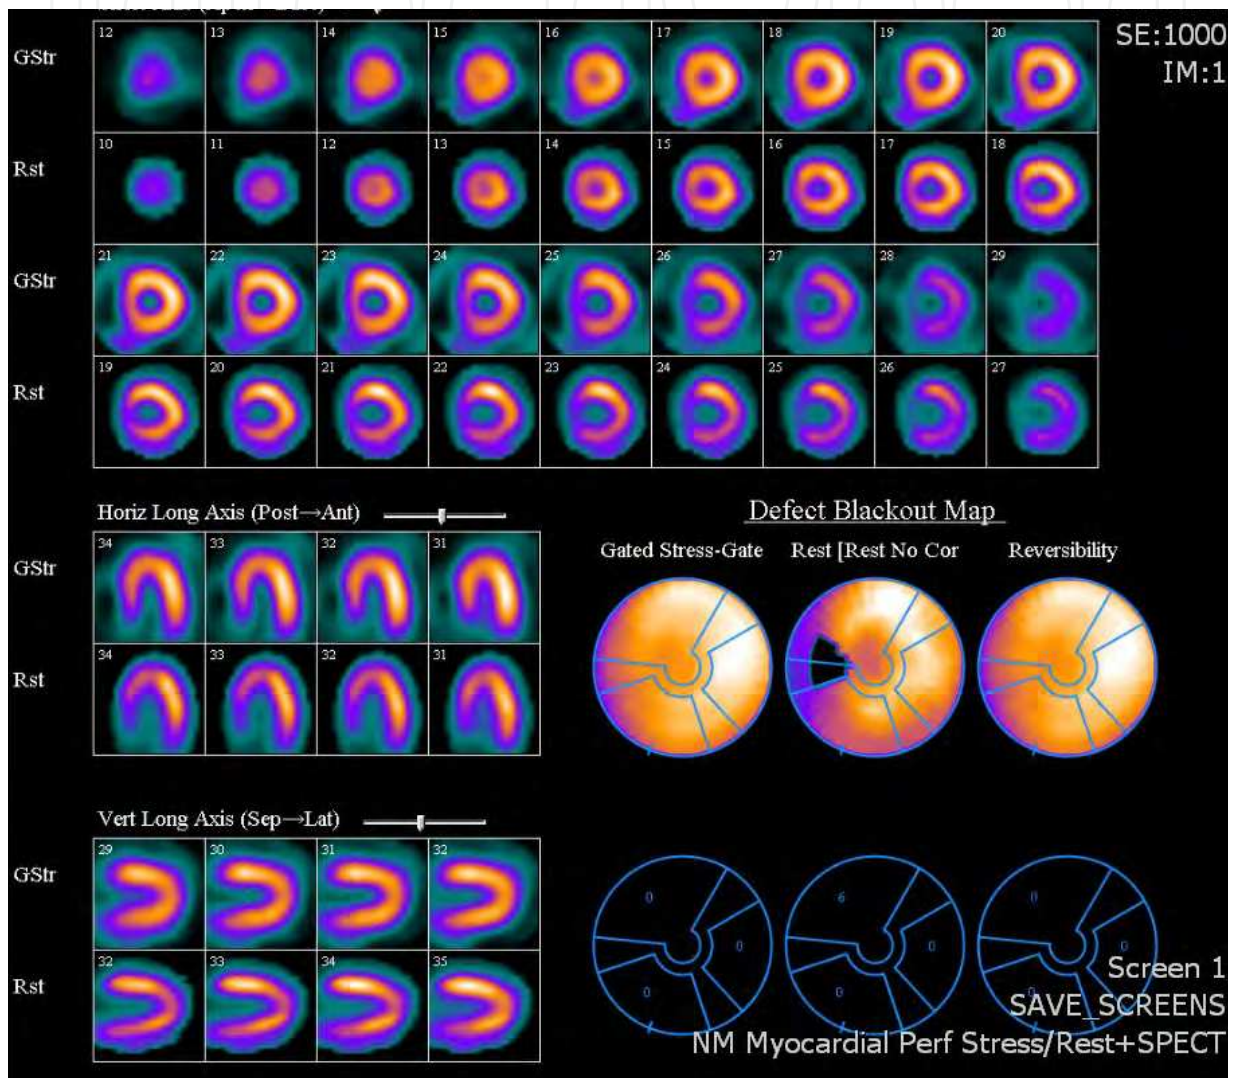 GStr 12 13 14 15 16 17 18 19 20 SE:1000
IM:1
Rst 10 11 12 13 14 15 16 17 18
GStr 21 22 23 24 25 26 27 28 29
Rst 19 20 21 22 23 24 25 26 27
Horiz Long Axis (Post→Ant)
GStr 34 33 32 31
Rst 34 33 32 31
Defect Blackout Map
Gated Stress-Gate Rest [Rest No Cor Reversibility
Vert Long Axis (Sep→Lat)
GStr 29 30 31 32
Rst 32 33 34 35
0 6 0
0 0 0
0 0 0
Screen 1
SAVE_SCREENS
NM Myocardial Perf Stress/Rest+SPECT